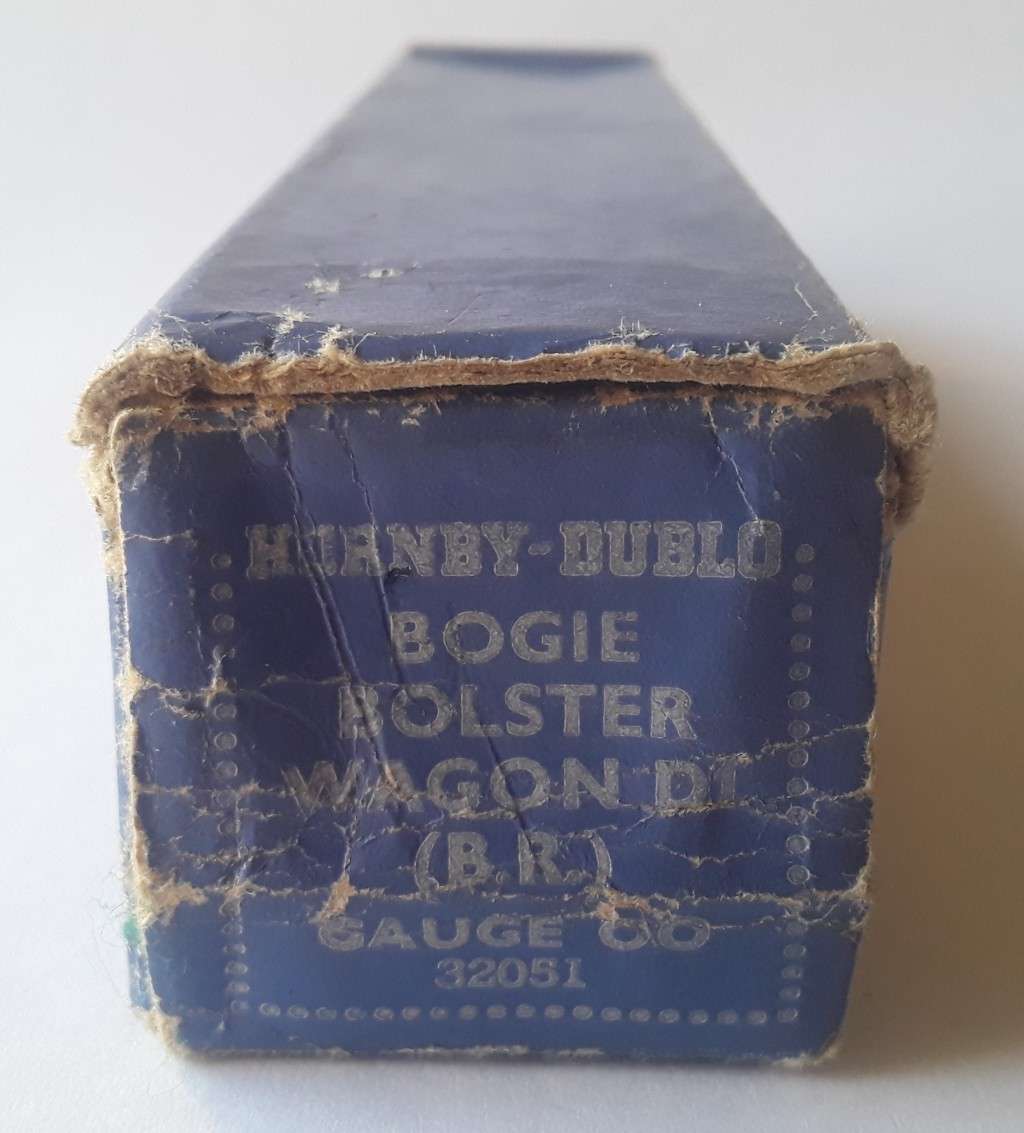 HORNBY-DUBLO
BOGIE
BOLSTER
WAGON D1
(B.R.)
GAUGE OO
32051